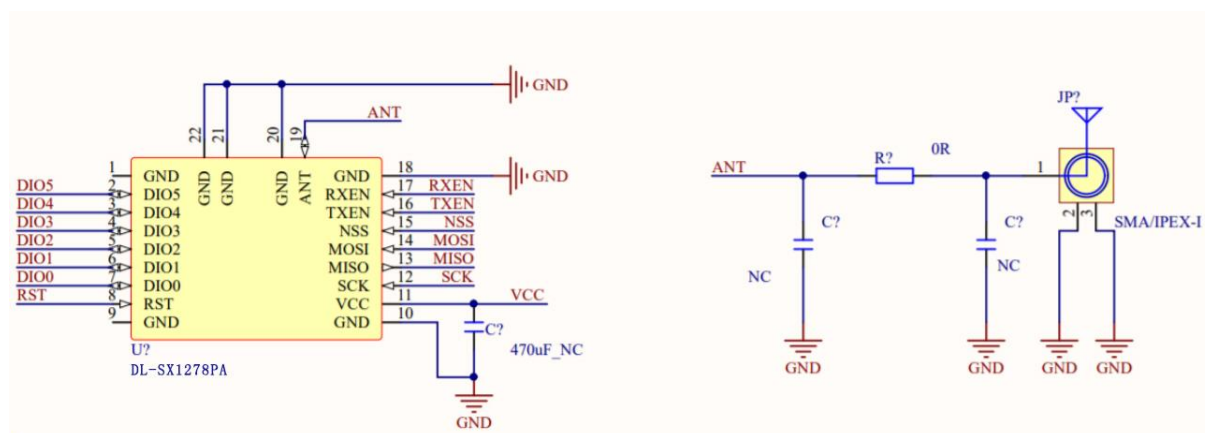 GND
ANT
22
21
20
19
1
GND
GND
GND
GND
ANT
GND
18
GND
DIO5
2
DIO5
RXEN
17
RXEN
DIO4
3
DIO4
TXEN
16
TXEN
DIO3
4
DIO3
NSS
15
NSS
DIO2
5
DIO2
MOSI
14
MOSI
DIO1
6
DIO1
MISO
13
MISO
DIO0
7
DIO0
SCK
12
SCK
RST
8
RST
VCC
11
VCC
9
GND
GND
10
C?
470uF_NC
U?
DL-SX1278PA
GND
JP?
ANT
R?
0R
1
C?
NC
C?
NC
2
3
SMA/IPEX-I
GND
GND
GND
GND